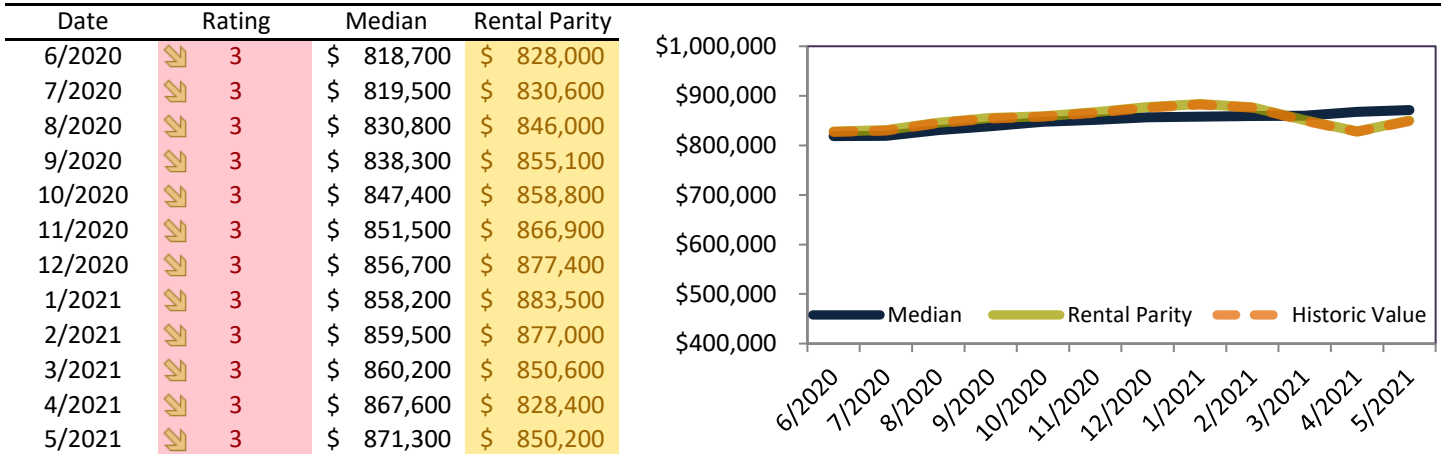 Date Rating Median Rental Parity
6/2020 3 $ 818,700 $ 828,000
7/2020 3 $ 819,500 $ 830,600
8/2020 3 $ 830,800 $ 846,000
9/2020 3 $ 838,300 $ 855,100
10/2020 3 $ 847,400 $ 858,800
11/2020 3 $ 851,500 $ 866,900
12/2020 3 $ 856,700 $ 877,400
1/2021 3 $ 858,200 $ 883,500
2/2021 3 $ 859,500 $ 877,000
3/2021 3 $ 860,200 $ 850,600
4/2021 3 $ 867,600 $ 828,400
5/2021 3 $ 871,300 $ 850,200
$1,000,000
$900,000
$800,000
$700,000
$600,000
$500,000
$400,000
Median Rental Parity Historic Value
6/2020 7/2020 8/2020 9/2020 10/2020 11/2020 12/2020 1/2021 2/2021 3/2021 4/2021 5/2021